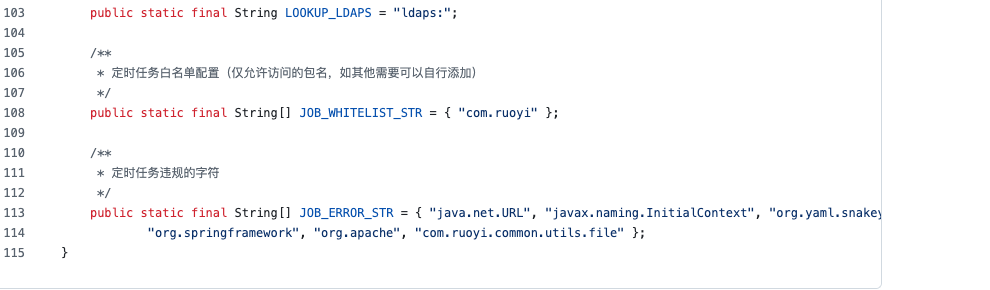 103 public static final String LOOKUP_LDAPS = "ldaps:";
104
105 /**
106 * 定时任务白名单配置（仅允许访问的包名，如其他需要可以自行添加）
107 */
108 public static final String[] JOB_WHITELIST_STR = { "com.ruoyi" };
109
110 /**
111 * 定时任务违规的字符
112 */
113 public static final String[] JOB_ERROR_STR = { "java.net.URL", "javax.naming.InitialContext", "org.yaml.snakey
114 "org.springframework", "org.apache", "com.ruoyi.common.utils.file" };
115 }